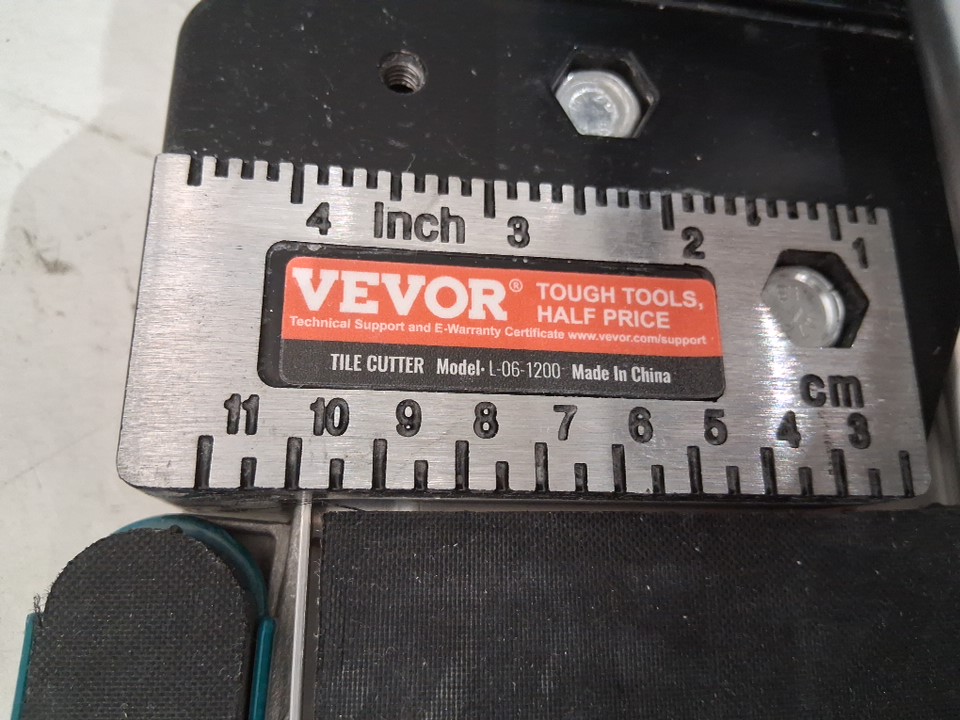 4 Inch 3 2 1
VEVOR®
TOUGH TOOLS,
HALF PRICE
Technical Support and E-Warranty Certificate www.vevor.com/support
TILE CUTTER Model: L-06-1200 Made In China
cm
11 10 9 8 7 6 5 4 3